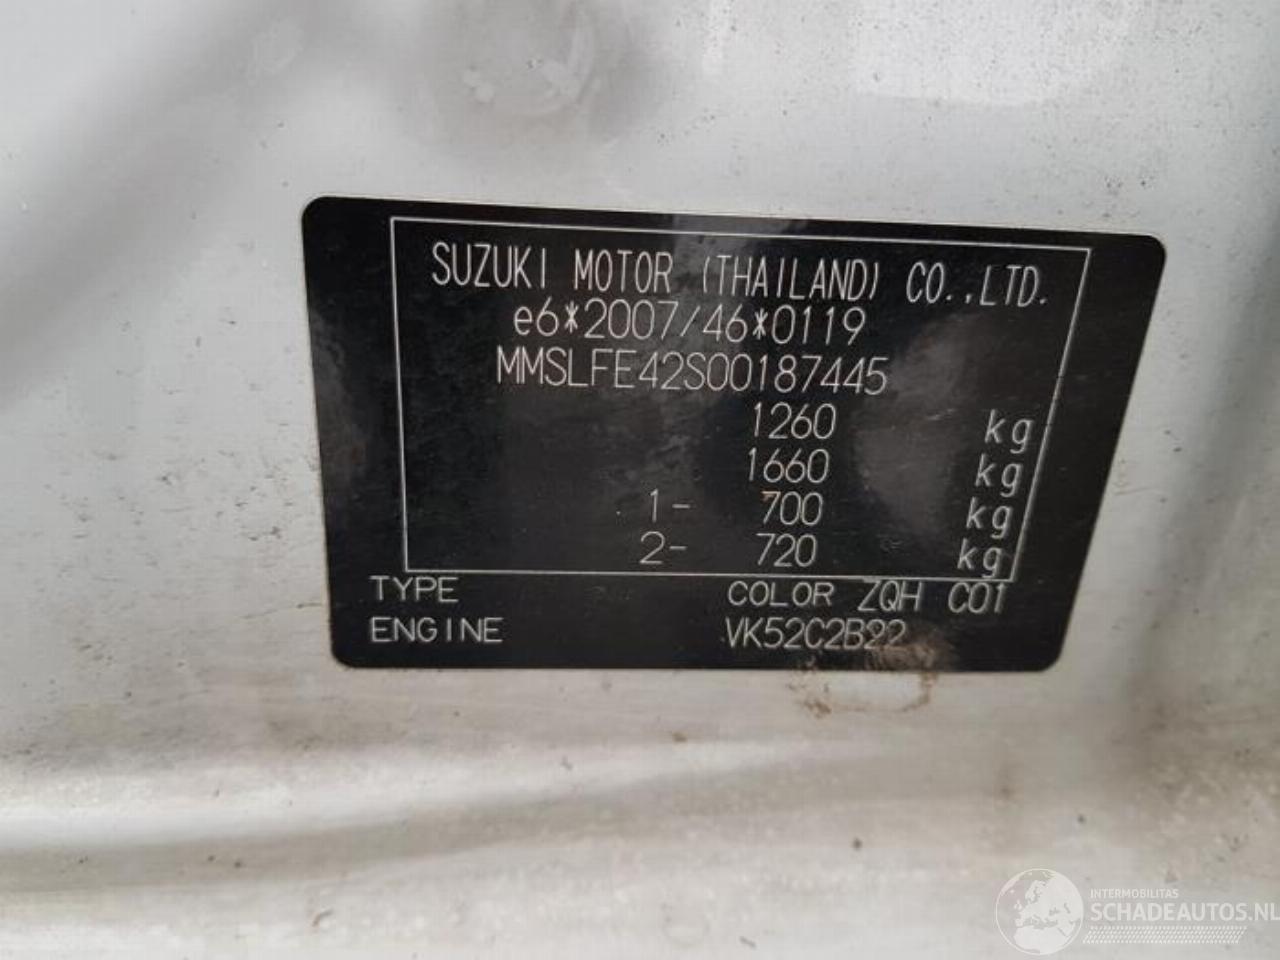 SUZUKI MOTOR (THAILAND) CO.,LTD.
e6*2007/46*0119
MMSLFE42S00187445
1260 kg
1660 kg
1- 700 kg
2- 720 kg
TYPE COLOR ZQH C01
ENGINE VK52C2B22
INTERMOBILITAS
SCHADEAUTOS.NL